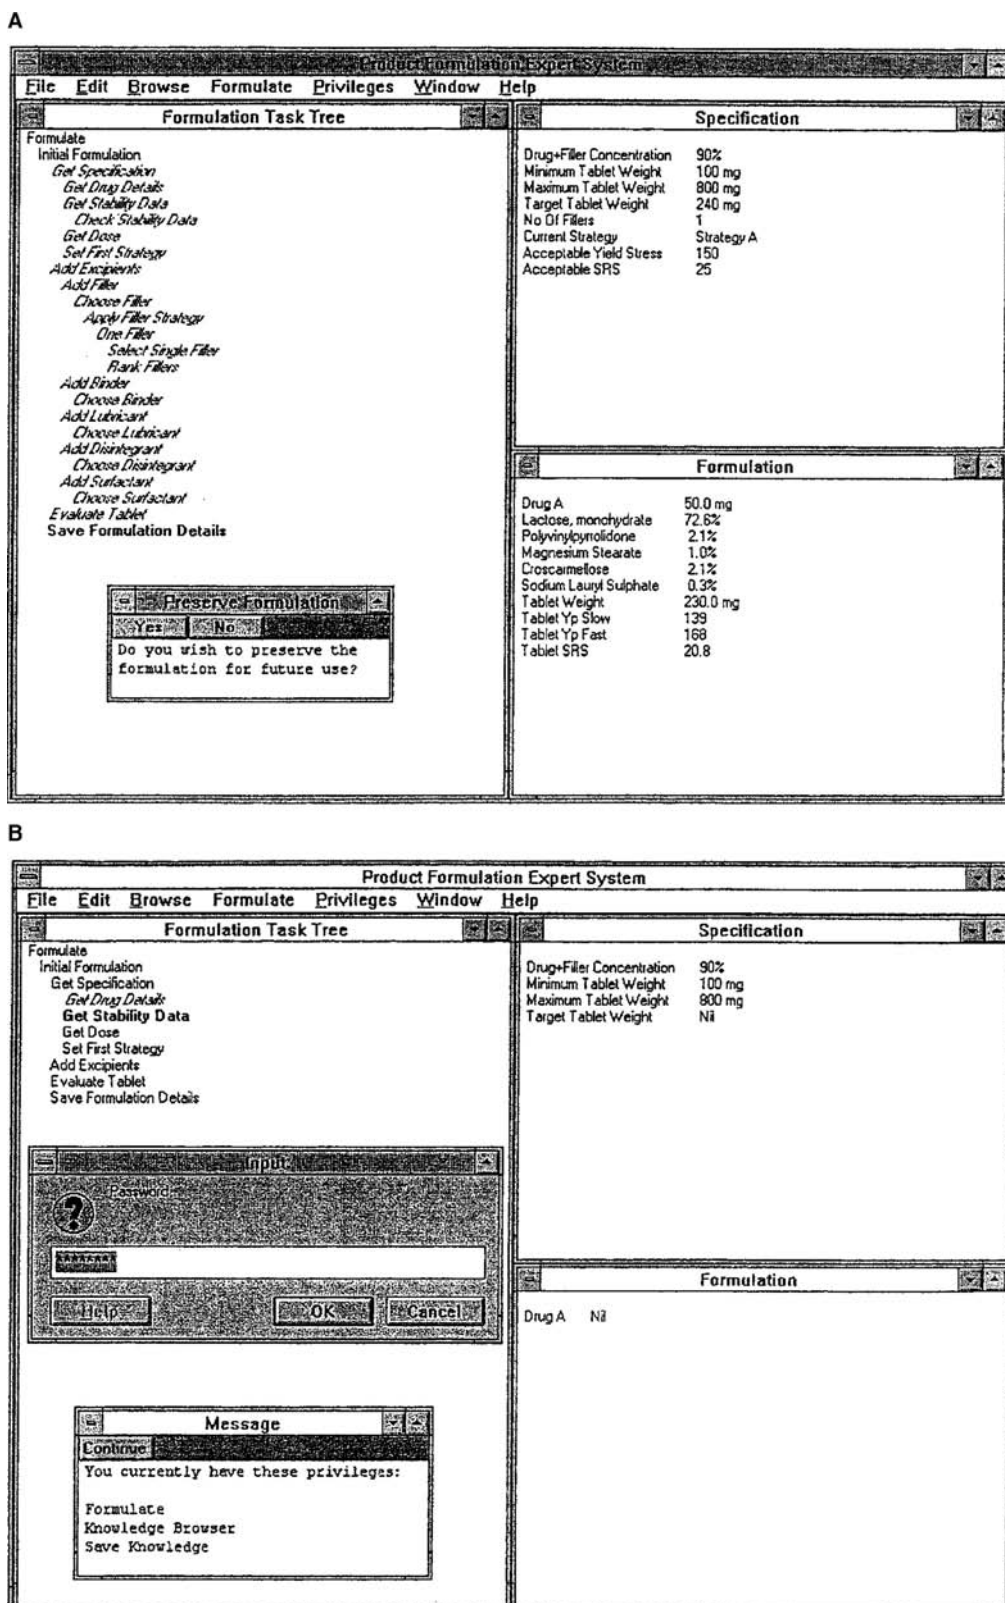 A
Product Formulation Expert System
File Edit Browse Formulate Privileges Window Help
Formulation Task Tree
Formulate
Initial Formulation
Get Specification
Get Drug Details
Get Stability Data
Check Stability Data
Get Dose
Set First Strategy
Add Excipients
Add Filler
Choose Filler
Apply Filler Strategy
One Filler
Select Single Filler
Rank Fillers
Add Binder
Choose Binder
Add Lubricant
Choose Lubricant
Add Disintegrant
Choose Disintegrant
Add Surfactant
Choose Surfactant
Evaluate Tablet
Save Formulation Details
Preserve Formulation
Yes No
Do you wish to preserve the
formulation for future use?
Specification
Drug+Filler Concentration 90%
Minimum Tablet Weight 100 mg
Maximum Tablet Weight 800 mg
Target Tablet Weight 240 mg
No Of Fillers 1
Current Strategy Strategy A
Acceptable Yield Stress 150
Acceptable SRS 25
Formulation
Drug A 50.0 mg
Lactose, monohydrate 72.6%
Polyvinylpyrrolidone 2.1%
Magnesium Stearate 1.0%
Croscarmellose 2.1%
Sodium Lauryl Sulphate 0.3%
Tablet Weight 230.0 mg
Tablet Yp Slow 139
Tablet Yp Fast 168
Tablet SRS 20.8
B
Product Formulation Expert System
File Edit Browse Formulate Privileges Window Help
Formulation Task Tree
Formulate
Initial Formulation
Get Specification
Get Drug Details
Get Stability Data
Get Dose
Set First Strategy
Add Excipients
Evaluate Tablet
Save Formulation Details
Input
Password
********
Help OK Cancel
Message
Continue
You currently have these privileges:
Formulate
Knowledge Browser
Save Knowledge
Specification
Drug+Filler Concentration 90%
Minimum Tablet Weight 100 mg
Maximum Tablet Weight 800 mg
Target Tablet Weight Nil
Formulation
Drug A Nil